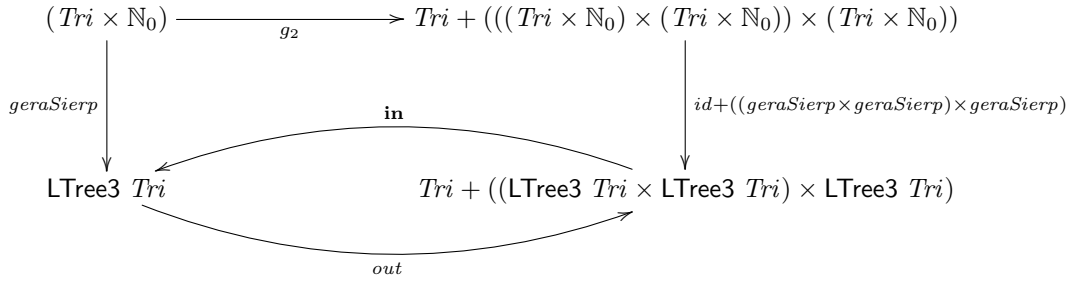 (Tri × ℕ₀) Tri + (((Tri × ℕ₀) × (Tri × ℕ₀)) × (Tri × ℕ₀))
g₂
geraSierp id+((geraSierp×geraSierp)×geraSierp)
in
LTree3 Tri Tri + ((LTree3 Tri × LTree3 Tri) × LTree3 Tri)
out